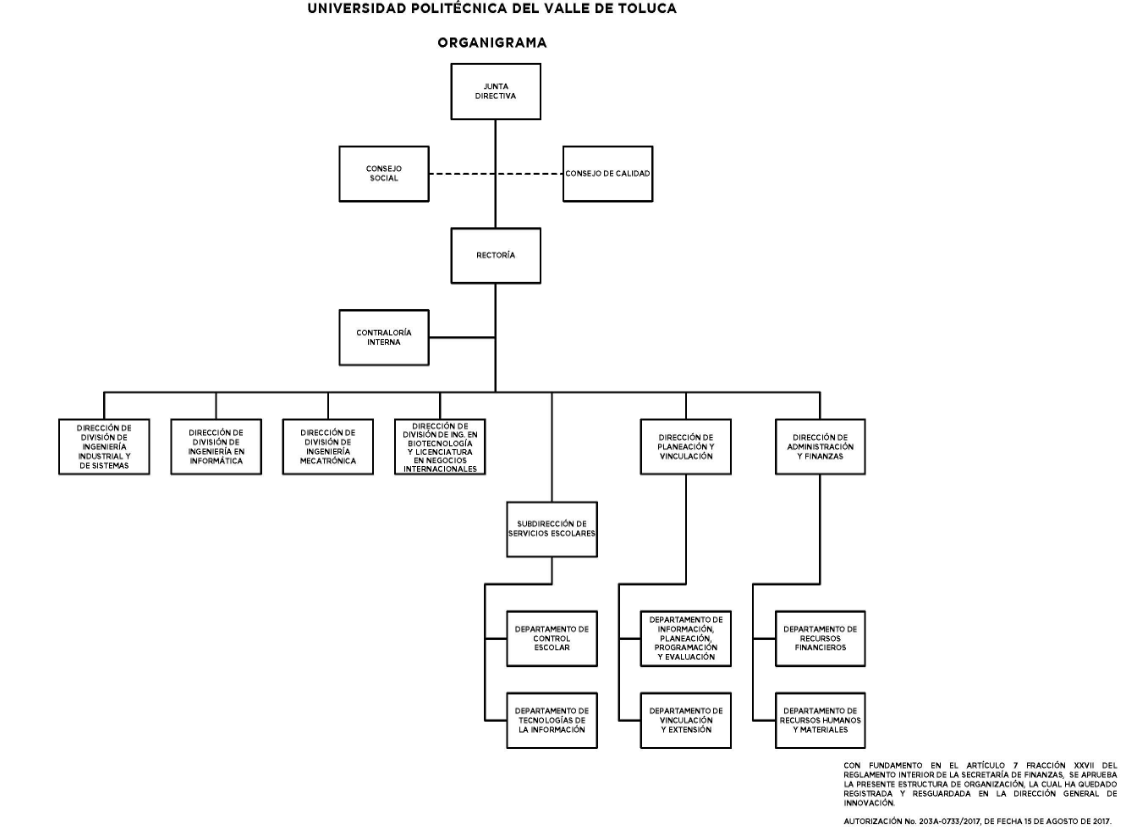 UNIVERSIDAD POLITÉCNICA DEL VALLE DE TOLUCA
ORGANIGRAMA
JUNTA
DIRECTIVA
CONSEJO
SOCIAL
CONSEJO DE CALIDAD
RECTORÍA
CONTRALORÍA
INTERNA
DIRECCIÓN DE
DIVISIÓN DE
INGENIERÍA
INDUSTRIAL Y
DE SISTEMAS
DIRECCIÓN DE
DIVISIÓN DE
INGENIERÍA EN
INFORMÁTICA
DIRECCIÓN DE
DIVISIÓN DE
INGENIERÍA
MECATRÓNICA
DIRECCIÓN DE
DIVISIÓN DE ING. EN
BIOTECNOLOGÍA
Y LICENCIATURA
EN NEGOCIOS
INTERNACIONALES
DIRECCIÓN DE
PLANEACIÓN Y
VINCULACIÓN
DIRECCIÓN DE
ADMINISTRACIÓN
Y FINANZAS
SUBDIRECCIÓN DE
SERVICIOS ESCOLARES
DEPARTAMENTO DE
CONTROL
ESCOLAR
DEPARTAMENTO DE
INFORMACIÓN,
PLANEACIÓN,
PROGRAMACIÓN
Y EVALUACIÓN
DEPARTAMENTO DE
RECURSOS
FINANCIEROS
DEPARTAMENTO DE
TECNOLOGÍAS DE
LA INFORMACIÓN
DEPARTAMENTO DE
VINCULACIÓN
Y EXTENSIÓN
DEPARTAMENTO DE
RECURSOS HUMANOS
Y MATERIALES
CON FUNDAMENTO EN EL ARTÍCULO 7 FRACCIÓN XXVII DEL
REGLAMENTO INTERIOR DE LA SECRETARÍA DE FINANZAS, SE APRUEBA
LA PRESENTE ESTRUCTURA DE ORGANIZACIÓN, LA CUAL HA QUEDADO
REGISTRADA Y RESGUARDADA EN LA DIRECCIÓN GENERAL DE
INNOVACIÓN.
AUTORIZACIÓN No. 203A-0733/2017, DE FECHA 15 DE AGOSTO DE 2017.